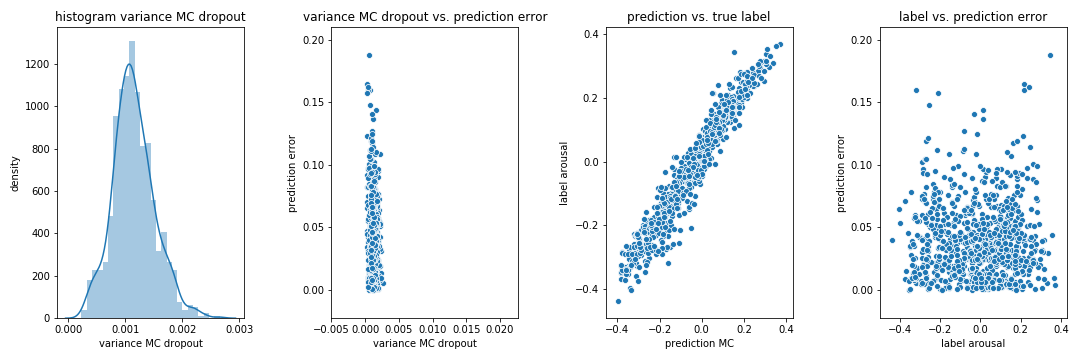 histogram variance MC dropout
1200
1000
800
600
400
200
0
density
0.000 0.001 0.002 0.003
variance MC dropout
variance MC dropout vs. prediction error
0.20
0.15
0.10
0.05
0.00
prediction error
−0.005 0.000 0.005 0.010 0.015 0.020
variance MC dropout
prediction vs. true label
0.4
0.2
0.0
−0.2
−0.4
label arousal
−0.4 −0.2 0.0 0.2 0.4
prediction MC
label vs. prediction error
0.20
0.15
0.10
0.05
0.00
prediction error
−0.4 −0.2 0.0 0.2 0.4
label arousal